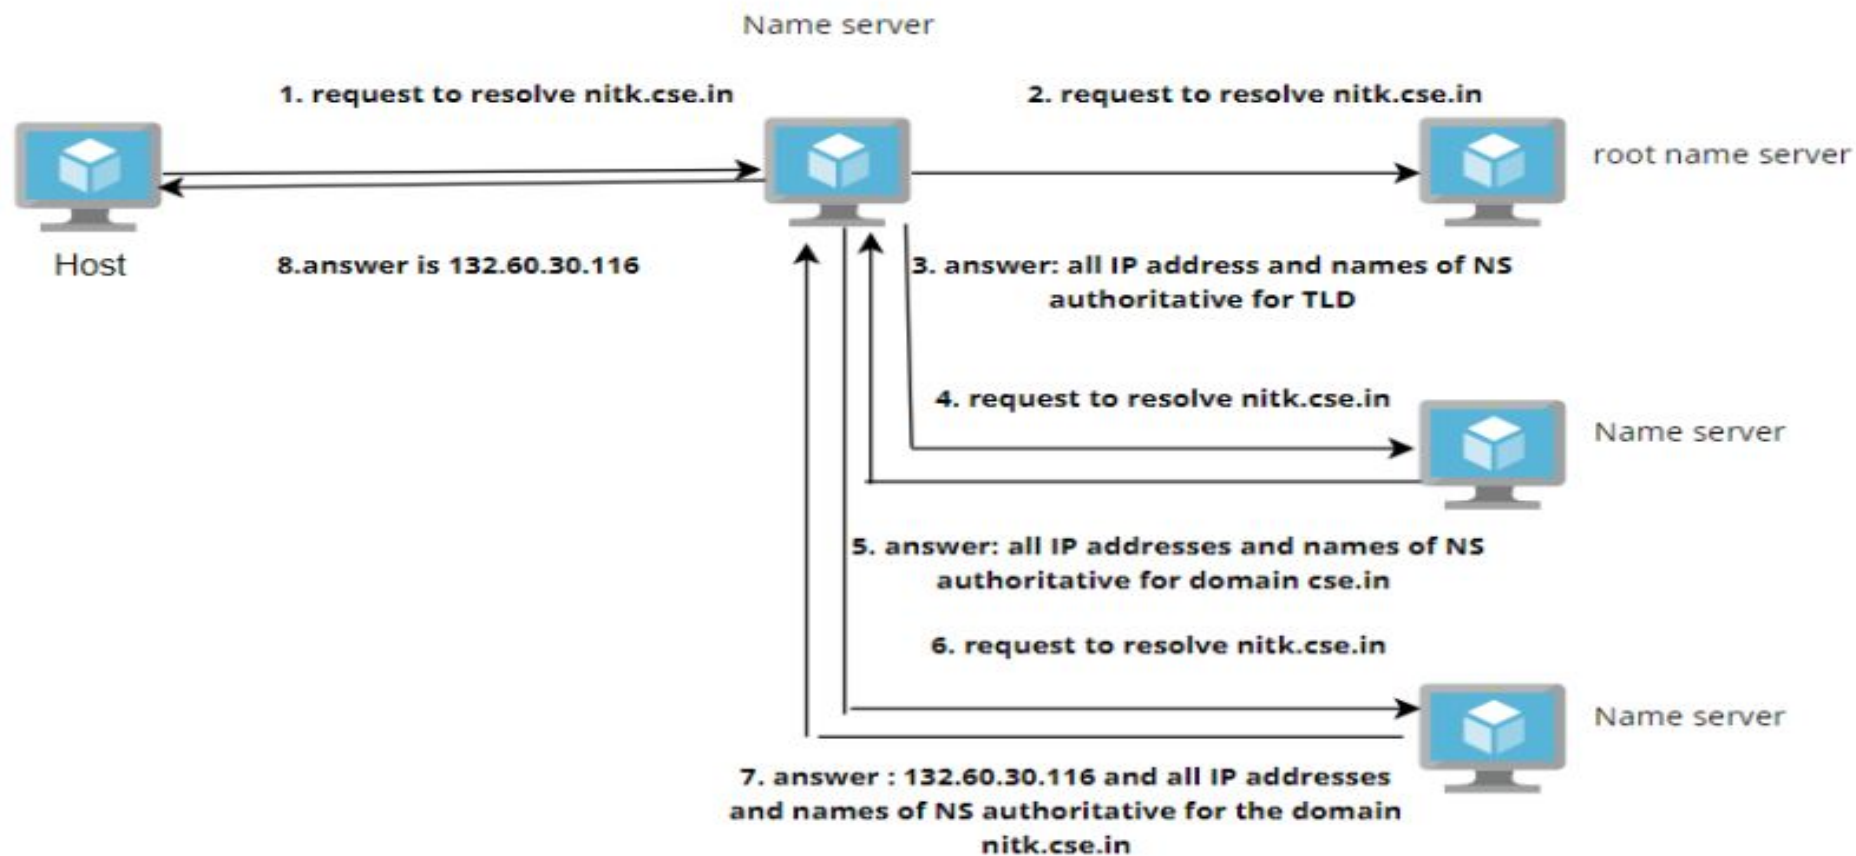 Name server
1. request to resolve nitk.cse.in
2. request to resolve nitk.cse.in
root name server
Host
8.answer is 132.60.30.116
3. answer: all IP address and names of NS
authoritative for TLD
4. request to resolve nitk.cse.in
Name server
5. answer: all IP addresses and names of NS
authoritative for domain cse.in
6. request to resolve nitk.cse.in
Name server
7. answer : 132.60.30.116 and all IP addresses
and names of NS authoritative for the domain
nitk.cse.in